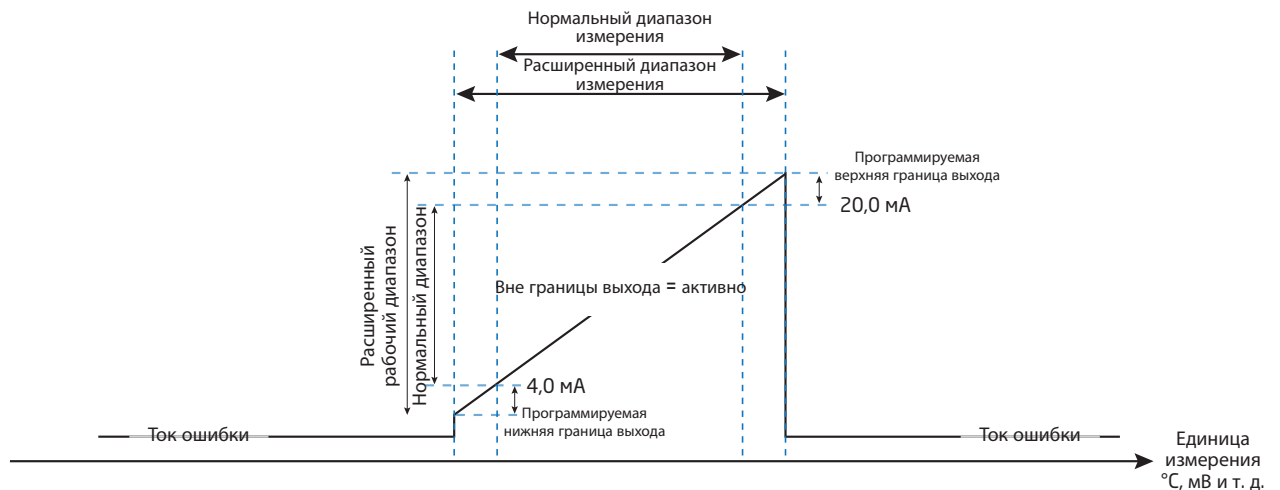 Нормальный диапазон
измерения
Расширенный диапазон
измерения
Программируемая
верхняя граница выхода
20,0 мА
Расширенный
рабочий диапазон
Нормальный диапазон
Вне границы выхода = активно
4,0 мА
Программируемая
нижняя граница выхода
Ток ошибки
Ток ошибки
Единица
измерения
°C, мВ и т. д.